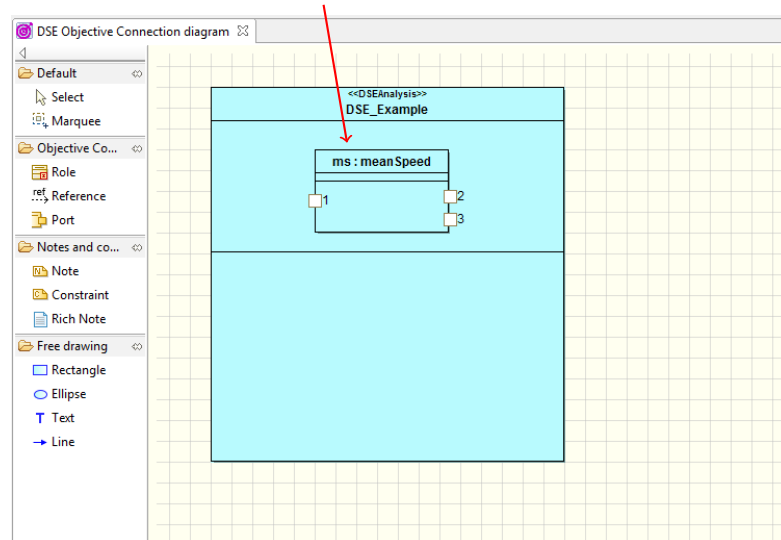 DSE Objective Connection diagram
Default
Select
Marquee
Objective Co...
Role
ref Reference
Port
Notes and co...
Note
Constraint
Rich Note
Free drawing
Rectangle
Ellipse
T Text
Line
<<DSEAnalysis>>
DSE_Example
ms : meanSpeed
1
2
3